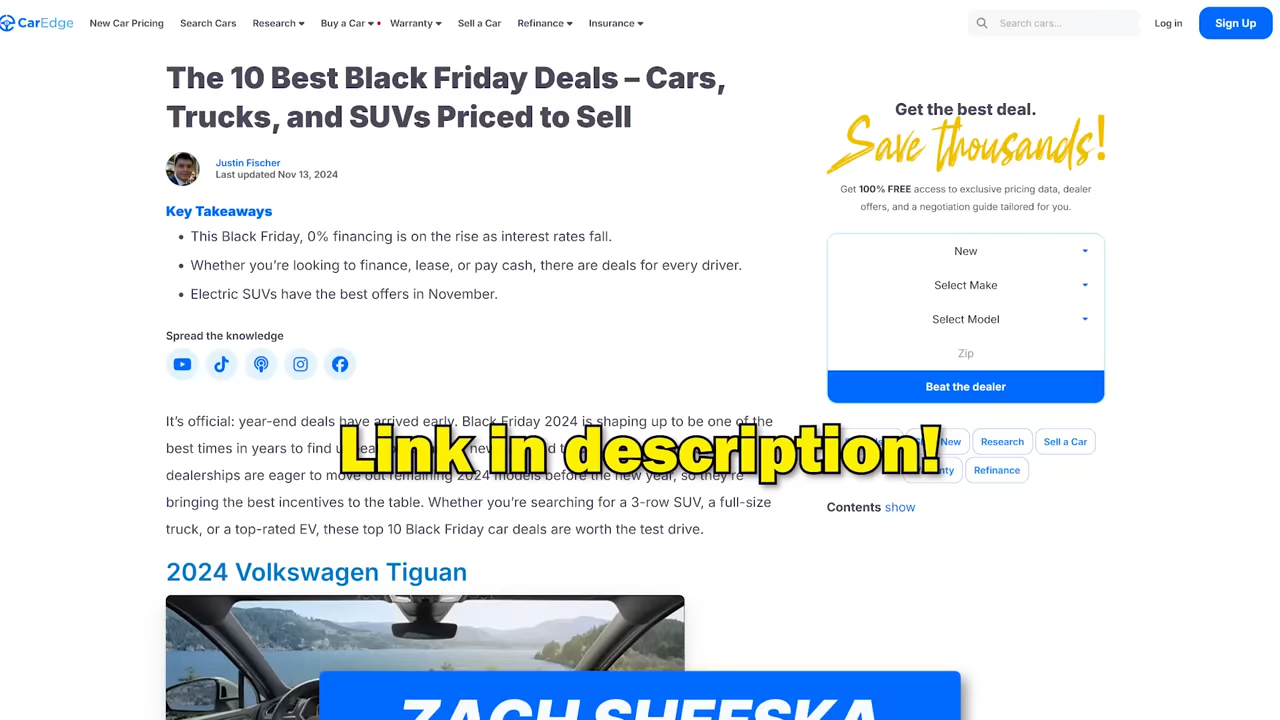 CarEdge
New Car Pricing
Search Cars
Research
Buy a Car
Warranty
Sell a Car
Refinance
Insurance
Search cars...
Log in
Sign Up
The 10 Best Black Friday Deals – Cars,
Trucks, and SUVs Priced to Sell
Justin Fischer
Last updated Nov 13, 2024
Key Takeaways
• This Black Friday, 0% financing is on the rise as interest rates fall.
• Whether you're looking to finance, lease, or pay cash, there are deals for every driver.
• Electric SUVs have the best offers in November.
Spread the knowledge
It's official: year-end deals have arrived early. Black Friday 2024 is shaping up to be one of the
best times in years to find
dealerships are eager to move out remaining 2024 models before the new year, so they're
bringing the best incentives to the table. Whether you're searching for a 3-row SUV, a full-size
truck, or a top-rated EV, these top 10 Black Friday car deals are worth the test drive.
Link in description!
2024 Volkswagen Tiguan
ZACH SHEFSKA
Get the best deal.
Save thousands!
Get 100% FREE access to exclusive pricing data, dealer
offers, and a negotiation guide tailored for you.
New
Select Make
Select Model
Zip
Beat the dealer
New
Research
Sell a Car
Refinance
Contents show